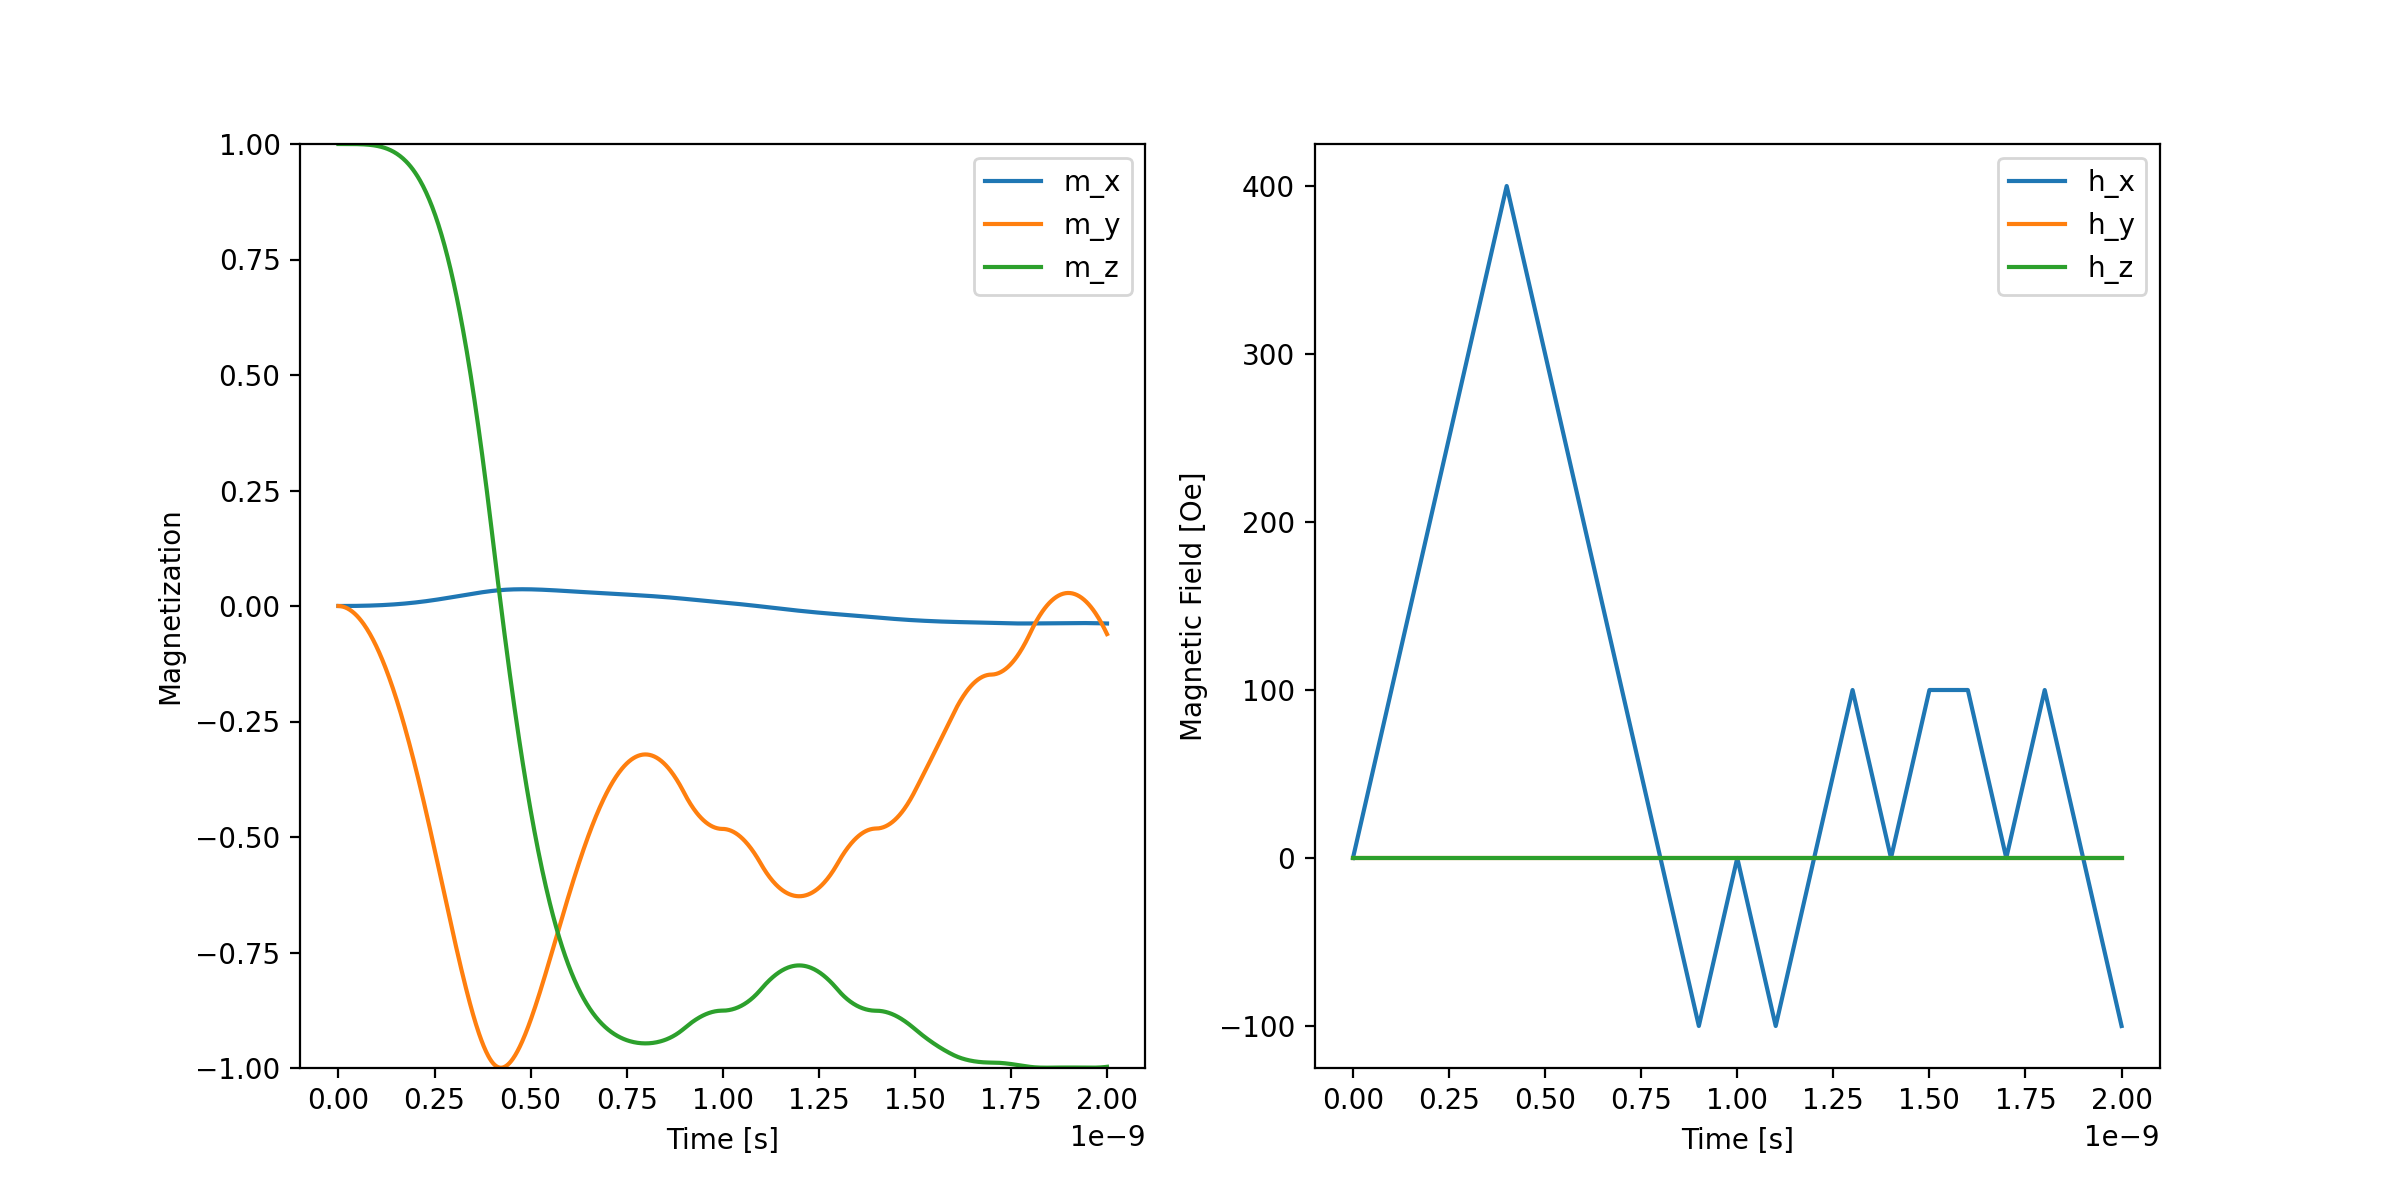 1.00
0.75
0.50
0.25
0.00
−0.25
−0.50
−0.75
−1.00
Magnetization
m_x
m_y
m_z
0.00 0.25 0.50 0.75 1.00 1.25 1.50 1.75 2.00
Time [s]
1e−9
400
300
200
100
0
−100
Magnetic Field [Oe]
h_x
h_y
h_z
0.00 0.25 0.50 0.75 1.00 1.25 1.50 1.75 2.00
Time [s]
1e−9